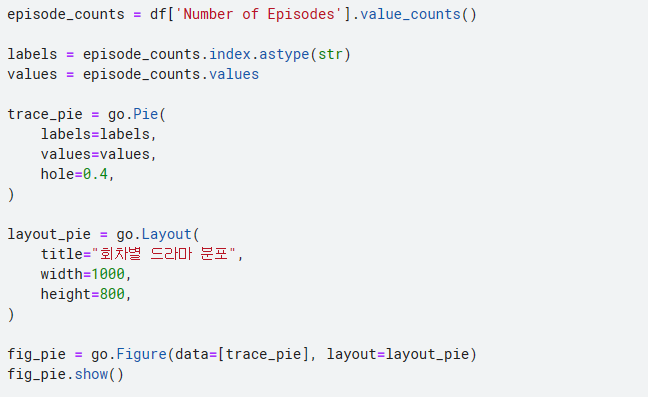 episode_counts = df['Number of Episodes'].value_counts()

labels = episode_counts.index.astype(str)
values = episode_counts.values

trace_pie = go.Pie(
    labels=labels,
    values=values,
    hole=0.4,
)

layout_pie = go.Layout(
    title="회차별 드라마 분포",
    width=1000,
    height=800,
)

fig_pie = go.Figure(data=[trace_pie], layout=layout_pie)
fig_pie.show()